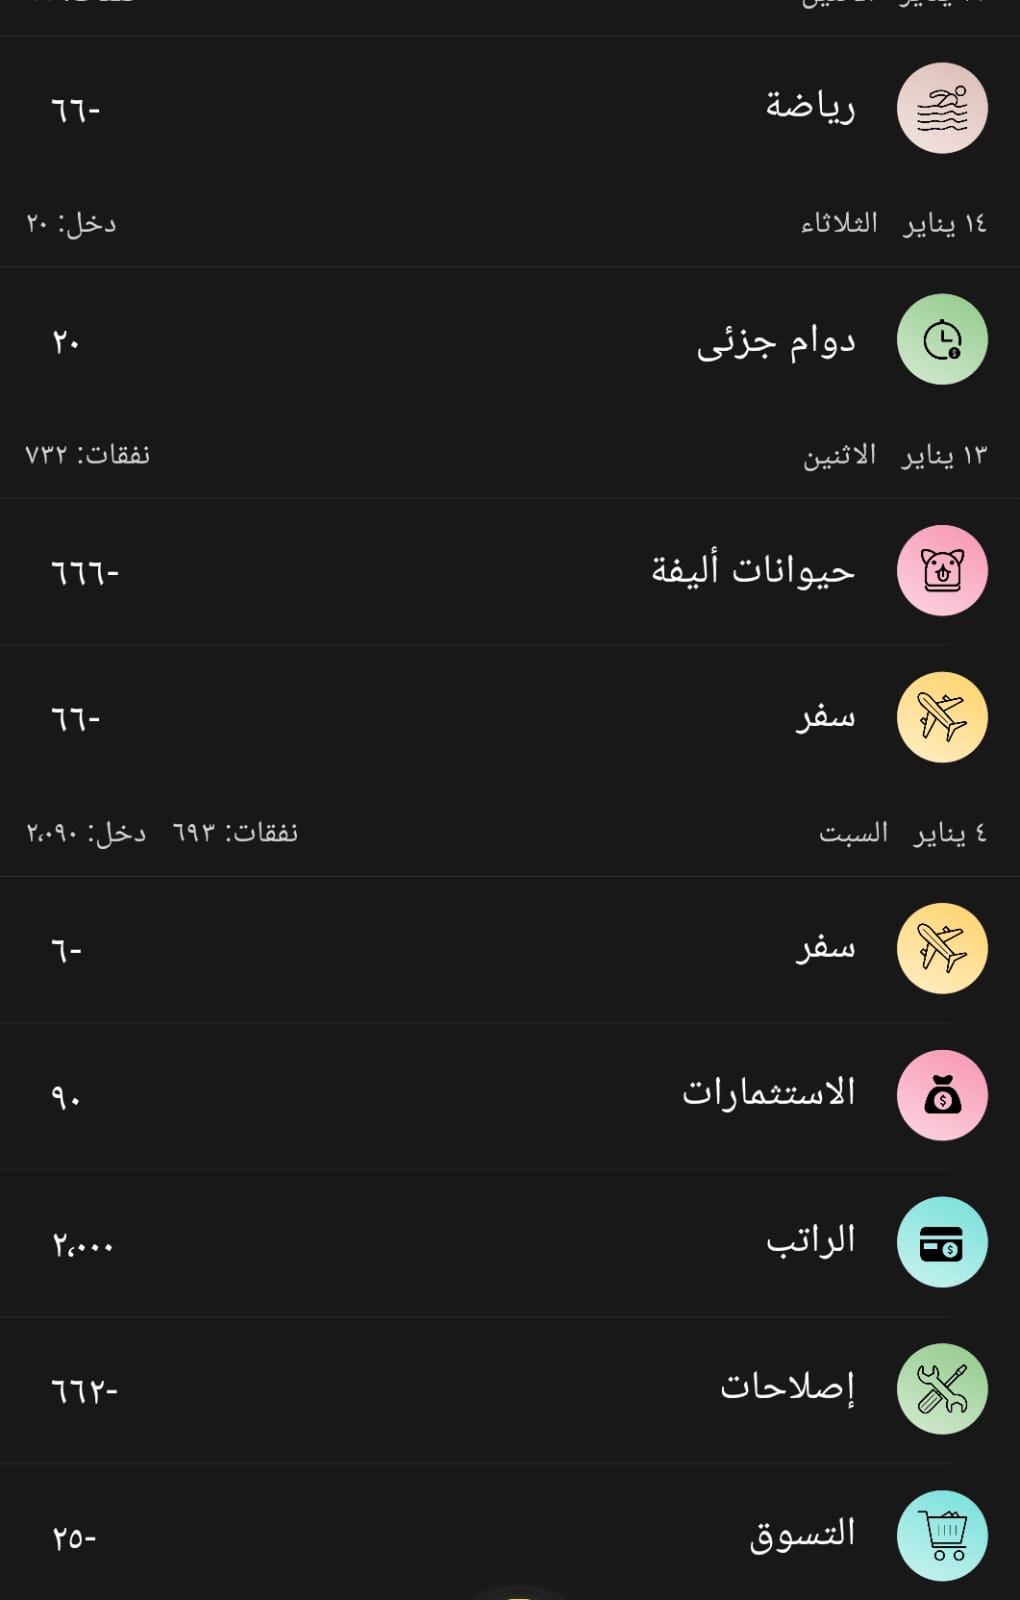 رياضة -٦٦
١٤ يناير الثلاثاء دخل: ٢٠
دوام جزئى ٢٠
١٣ يناير الاثنين نفقات: ٧٣٢
حيوانات أليفة -٦٦٦
سفر -٦٦
٤ يناير السبت نفقات: ٦٩٣ دخل: ٢،٠٩٠
سفر -٦
الاستثمارات ٩٠
الراتب ٢،٠٠٠
إصلاحات -٦٦٢
التسوق -٢٥